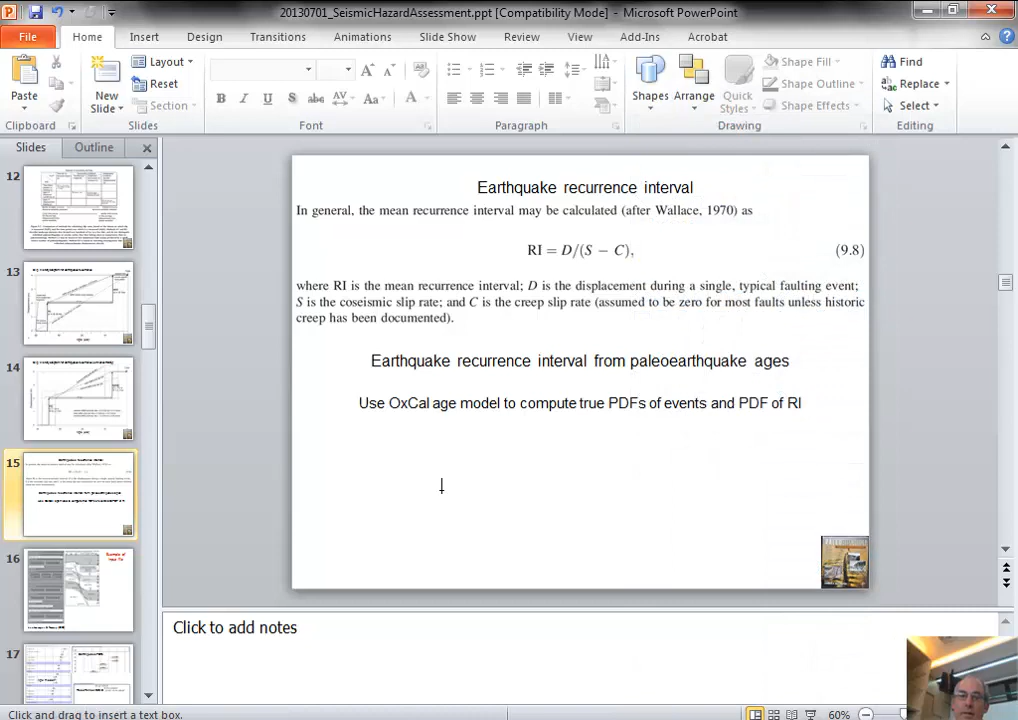 20130701_SeismicHazardAssessment.ppt [Compatibility Mode] - Microsoft PowerPoint
File Home Insert Design Transitions Animations Slide Show Review View Add-Ins Acrobat
Paste
New Slide
Layout
Reset
Section
B I U S abc AV Aa A
Shapes
Arrange
Quick Styles
Shape Fill
Shape Outline
Shape Effects
Find
Replace
Select
Clipboard Slides Font Paragraph Drawing Editing
Slides Outline
12
13
14
15
16
17
Earthquake recurrence interval
In general, the mean recurrence interval may be calculated (after Wallace, 1970) as
RI = D/(S − C), (9.8)
where RI is the mean recurrence interval; D is the displacement during a single, typical faulting event;
S is the coseismic slip rate; and C is the creep slip rate (assumed to be zero for most faults unless historic
creep has been documented).
Earthquake recurrence interval from paleoearthquake ages
Use OxCal age model to compute true PDFs of events and PDF of RI
Click to add notes
Click and drag to insert a text box.
60%